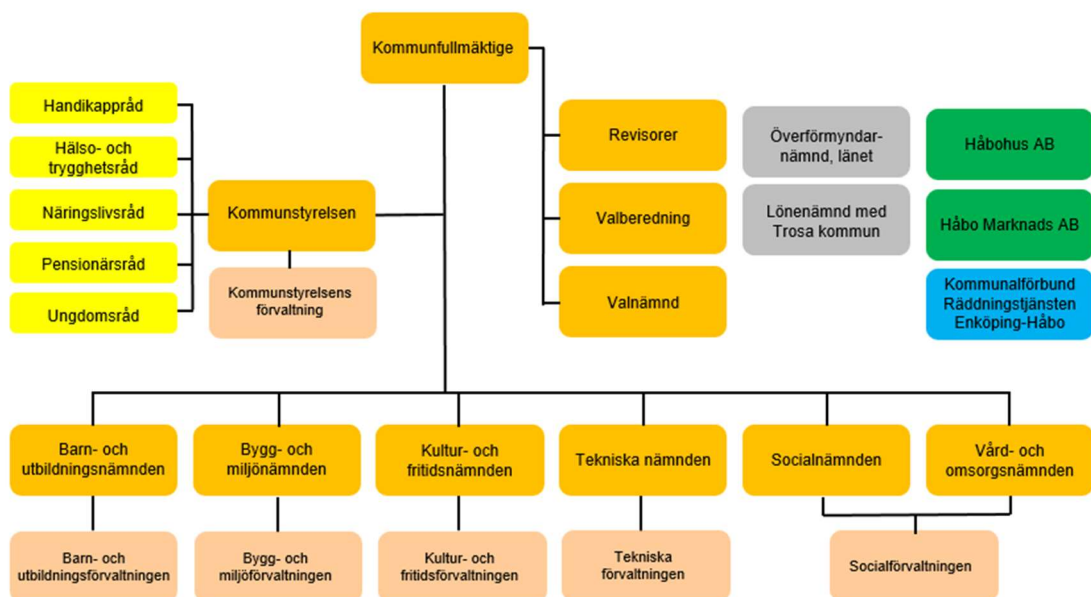 Kommunfullmäktige
Handikappråd
Hälso- och
trygghetsråd
Näringslivsråd
Pensionärsråd
Ungdomsråd
Kommunstyrelsen
Kommunstyrelsens
förvaltning
Revisorer
Valberedning
Valnämnd
Överförmyndar-
nämnd, länet
Lönenämnd med
Trosa kommun
Håbohus AB
Håbo Marknads AB
Kommunalförbund
Räddningstjänsten
Enköping-Håbo
Barn- och
utbildningsnämnden
Bygg- och
miljönämnden
Kultur- och
fritidsnämnden
Tekniska nämnden
Socialnämnden
Vård- och
omsorgsnämnden
Barn- och
utbildningsförvaltningen
Bygg- och
miljöförvaltningen
Kultur- och
fritidsförvaltningen
Tekniska
förvaltningen
Socialförvaltningen